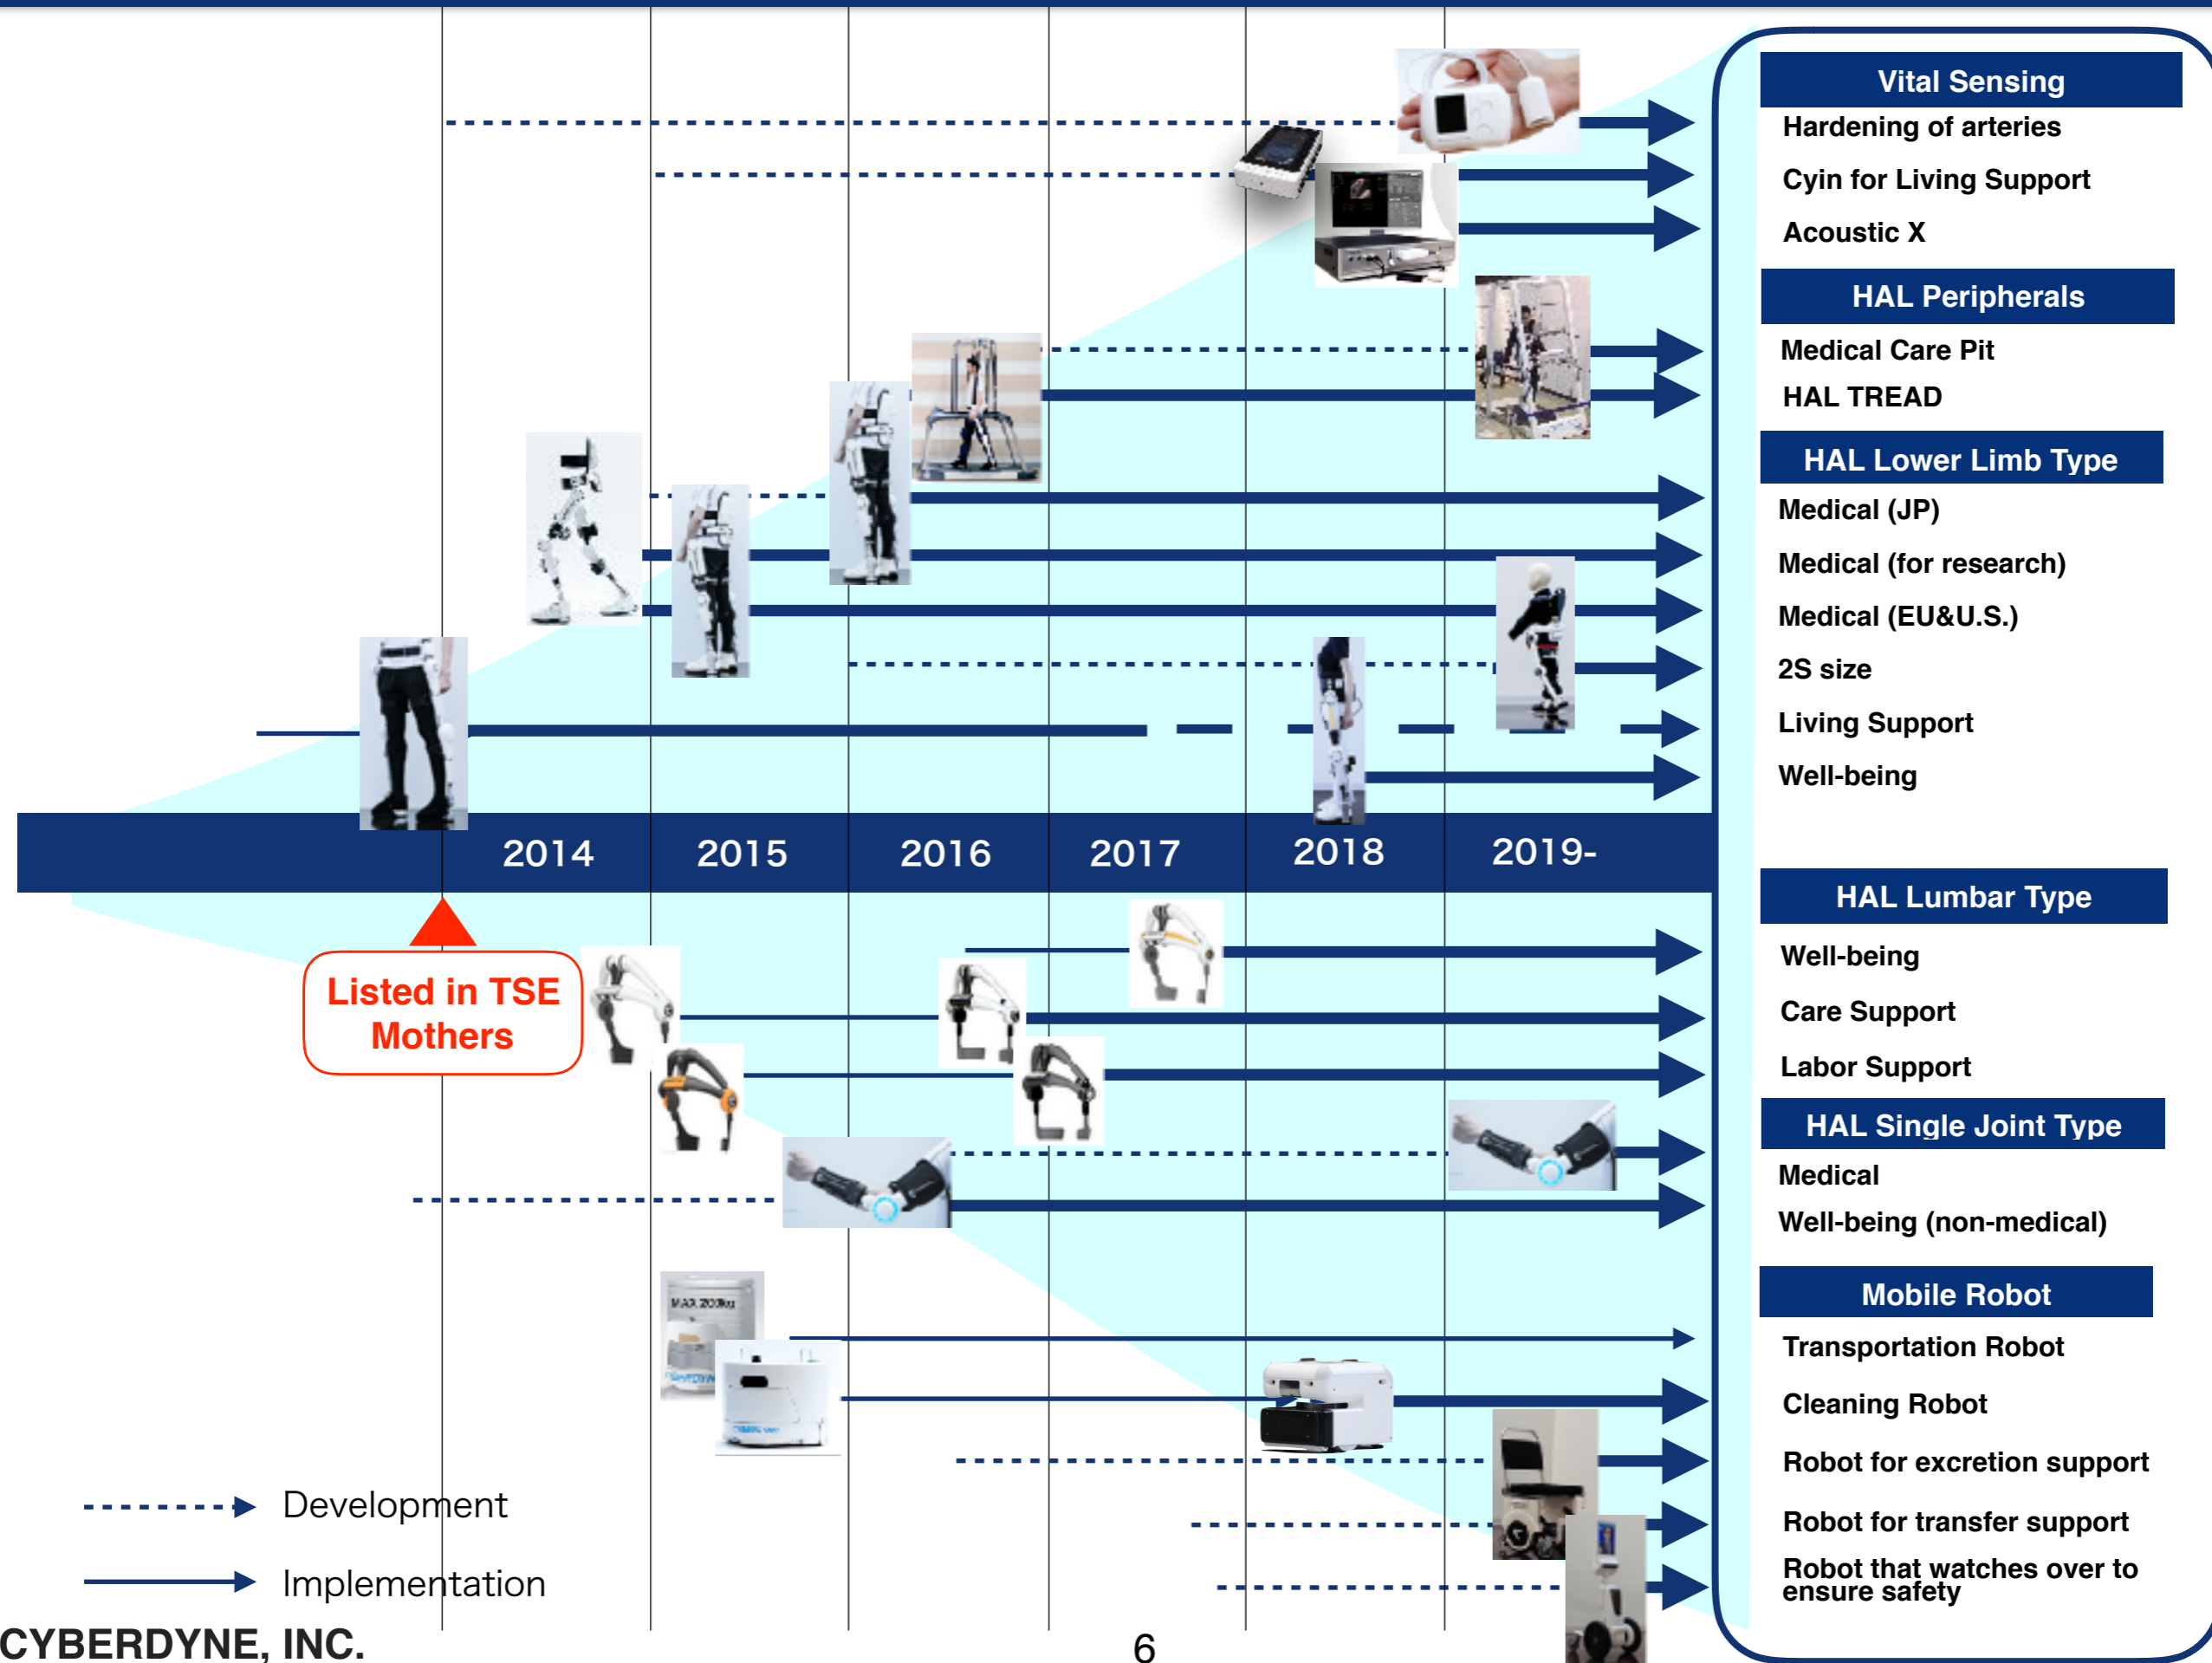 Vital Sensing
Hardening of arteries
Cyin for Living Support
Acoustic X
HAL Peripherals
Medical Care Pit
HAL TREAD
HAL Lower Limb Type
Medical (JP)
Medical (for research)
Medical (EU&U.S.)
2S size
Living Support
Well-being
2014
2015
2016
2017
2018
2019-
Listed in TSE
Mothers
HAL Lumbar Type
Well-being
Care Support
Labor Support
HAL Single Joint Type
Medical
Well-being (non-medical)
MAX 200kg
Mobile Robot
Transportation Robot
Cleaning Robot
Robot for excretion support
Robot for transfer support
Robot that watches over to
ensure safety
Development
Implementation
CYBERDYNE, INC.
6